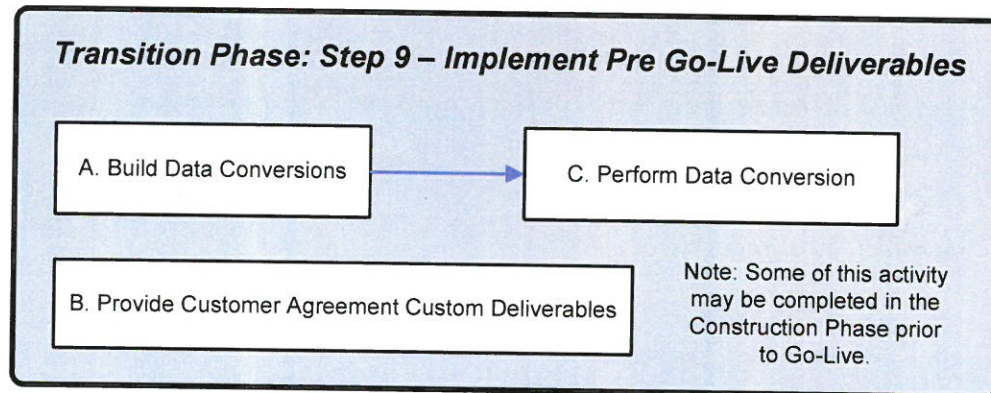 Transition Phase: Step 9 – Implement Pre Go-Live Deliverables
A. Build Data Conversions
C. Perform Data Conversion
B. Provide Customer Agreement Custom Deliverables
Note: Some of this activity
may be completed in the
Construction Phase prior
to Go-Live.